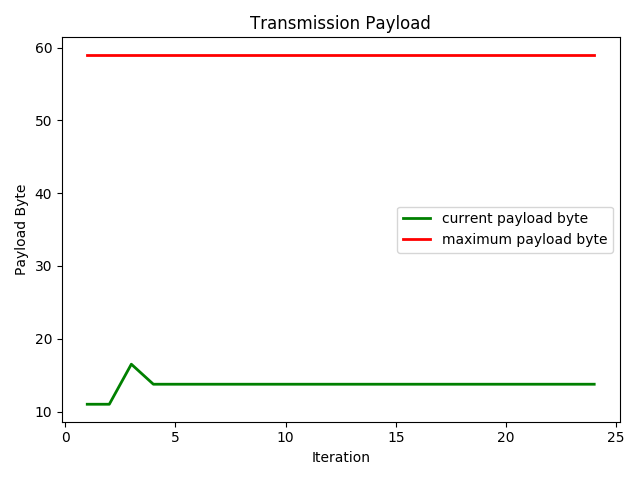 Transmission Payload
60
50
40
30
20
10
Payload Byte
current payload byte
maximum payload byte
0 5 10 15 20 25
Iteration